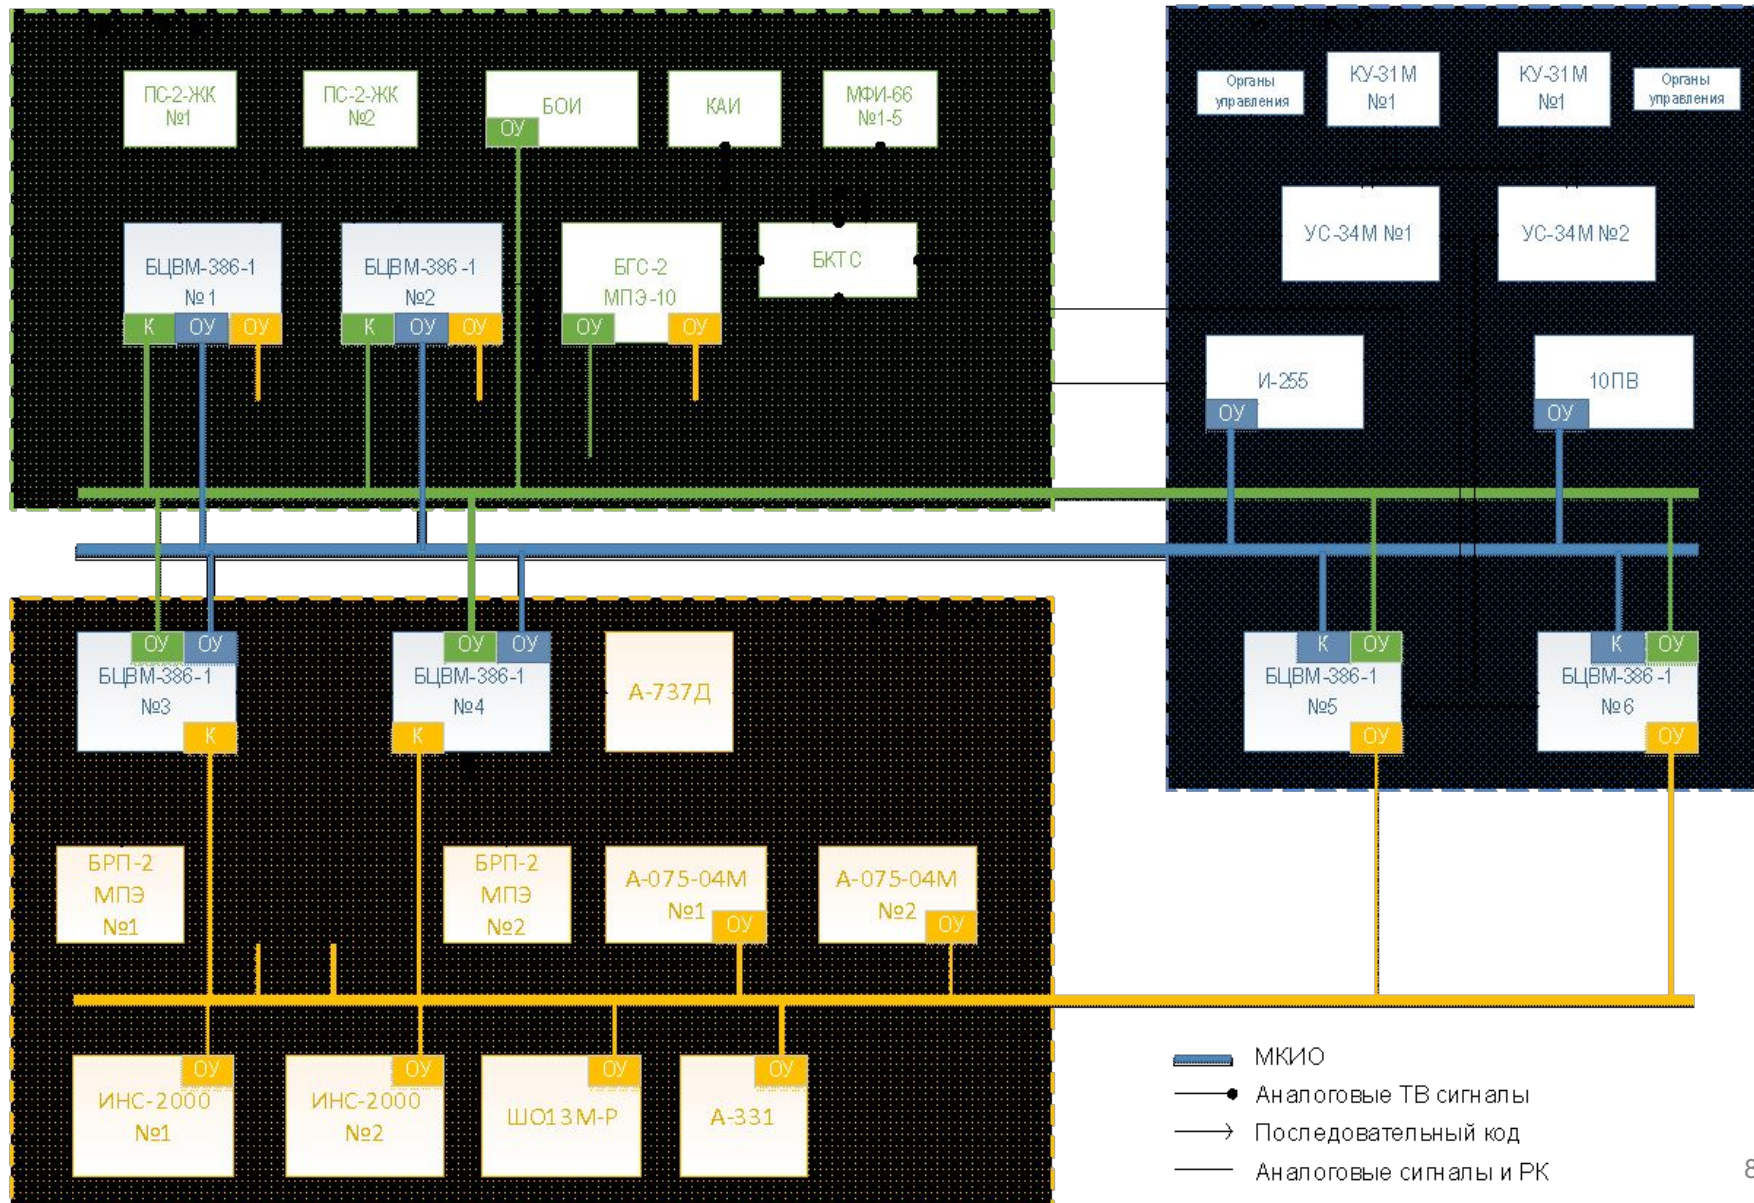 ПС-2-ЖК
№1
ПС-2-ЖК
№2
БОИ
ОУ
КАИ
МФИ-66
№1-5
Органы
управления
КУ-31М
№1
КУ-31М
№1
Органы
управления
БЦВМ-386-1
№1
К ОУ ОУ
БЦВМ-386-1
№2
К ОУ ОУ
БГС-2
МПЭ-10
ОУ ОУ
БКТС
УС-34М №1
УС-34М №2
И-255
ОУ
10ПВ
ОУ
ОУ ОУ
БЦВМ-386-1
№3
К
ОУ ОУ
БЦВМ-386-1
№4
К
А-737Д
К ОУ
БЦВМ-386-1
№5
ОУ
К ОУ
БЦВМ-386-1
№6
ОУ
БРП-2
МПЭ
№1
БРП-2
МПЭ
№2
А-075-04М
№1
ОУ
А-075-04М
№2
ОУ
ОУ
ИНС-2000
№1
ОУ
ИНС-2000
№2
ОУ
ШО13М-Р
ОУ
А-331
МКИО
Аналоговые ТВ сигналы
Последовательный код
Аналоговые сигналы и РК
8